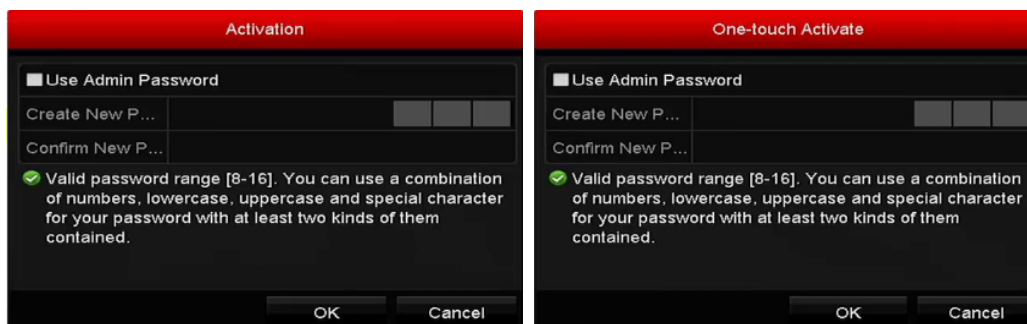 Activation
Use Admin Password
Create New P...
Confirm New P...
Valid password range [8-16]. You can use a combination
of numbers, lowercase, uppercase and special character
for your password with at least two kinds of them
contained.
OK
Cancel
One-touch Activate
Use Admin Password
Create New P...
Confirm New P...
Valid password range [8-16]. You can use a combination
of numbers, lowercase, uppercase and special character
for your password with at least two kinds of them
contained.
OK
Cancel